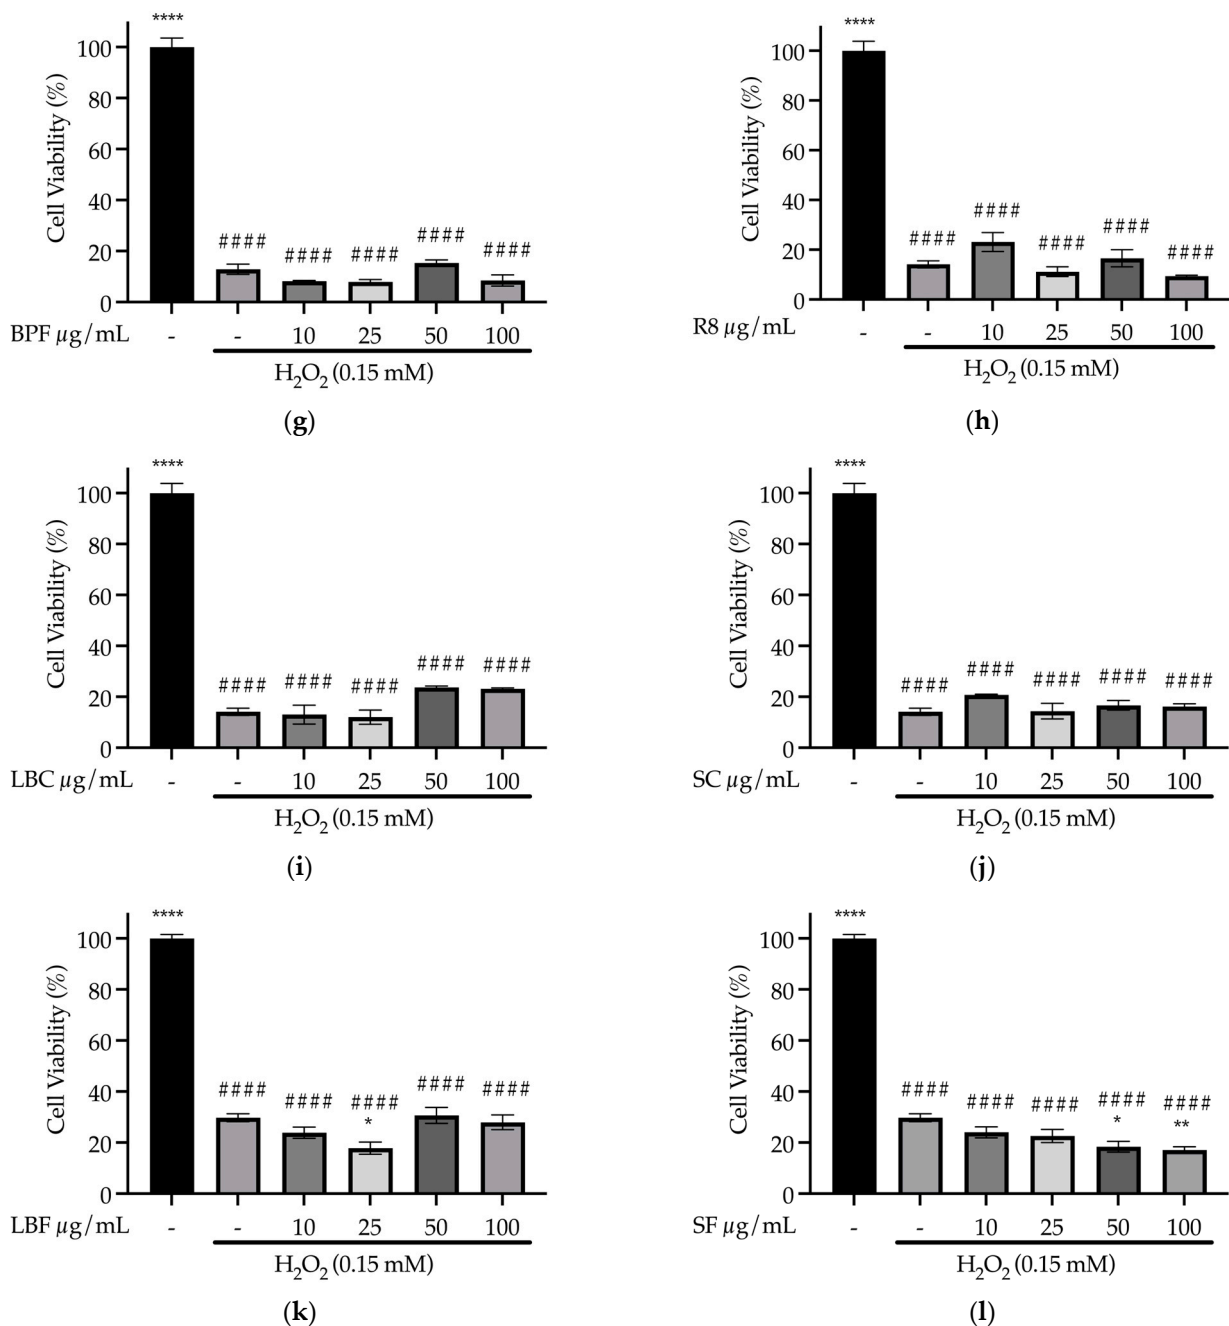 ****
100
80
60
40
20
0
Cell Viability (%)
#### #### #### #### ####
BPF µg/mL - - 10 25 50 100
H2O2 (0.15 mM)
(g)
****
100
80
60
40
20
0
Cell Viability (%)
#### #### #### #### ####
R8 µg/mL - - 10 25 50 100
H2O2 (0.15 mM)
(h)
****
100
80
60
40
20
0
Cell Viability (%)
#### #### #### #### ####
LBC µg/mL - - 10 25 50 100
H2O2 (0.15 mM)
(i)
****
100
80
60
40
20
0
Cell Viability (%)
#### #### #### #### ####
SC µg/mL - - 10 25 50 100
H2O2 (0.15 mM)
(j)
****
100
80
60
40
20
0
Cell Viability (%)
#### #### #### #### ####
*
LBF µg/mL - - 10 25 50 100
H2O2 (0.15 mM)
(k)
****
100
80
60
40
20
0
Cell Viability (%)
#### #### #### #### ####
* **
SF µg/mL - - 10 25 50 100
H2O2 (0.15 mM)
(l)